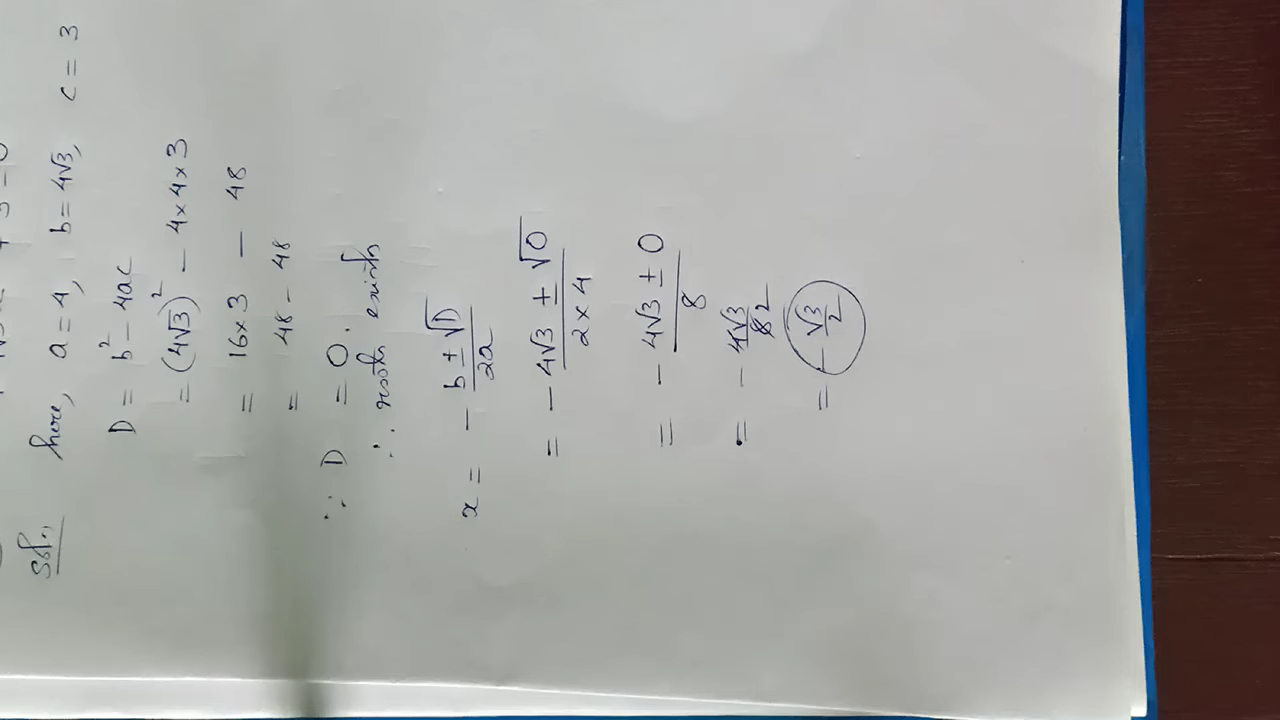 + 3 = 0
Sol., here, a = 4, b = 4√3, c = 3
D = b² - 4ac
= (4√3)² - 4×4×3
= 16×3 - 48
= 48 - 48
∵ D = 0.
∴ roots exists
x = - b ± √D / 2a
= - 4√3 ± √0 / 2×4
= - 4√3 ± 0 / 8
= - 4√3 / 8 2
= - √3 / 2